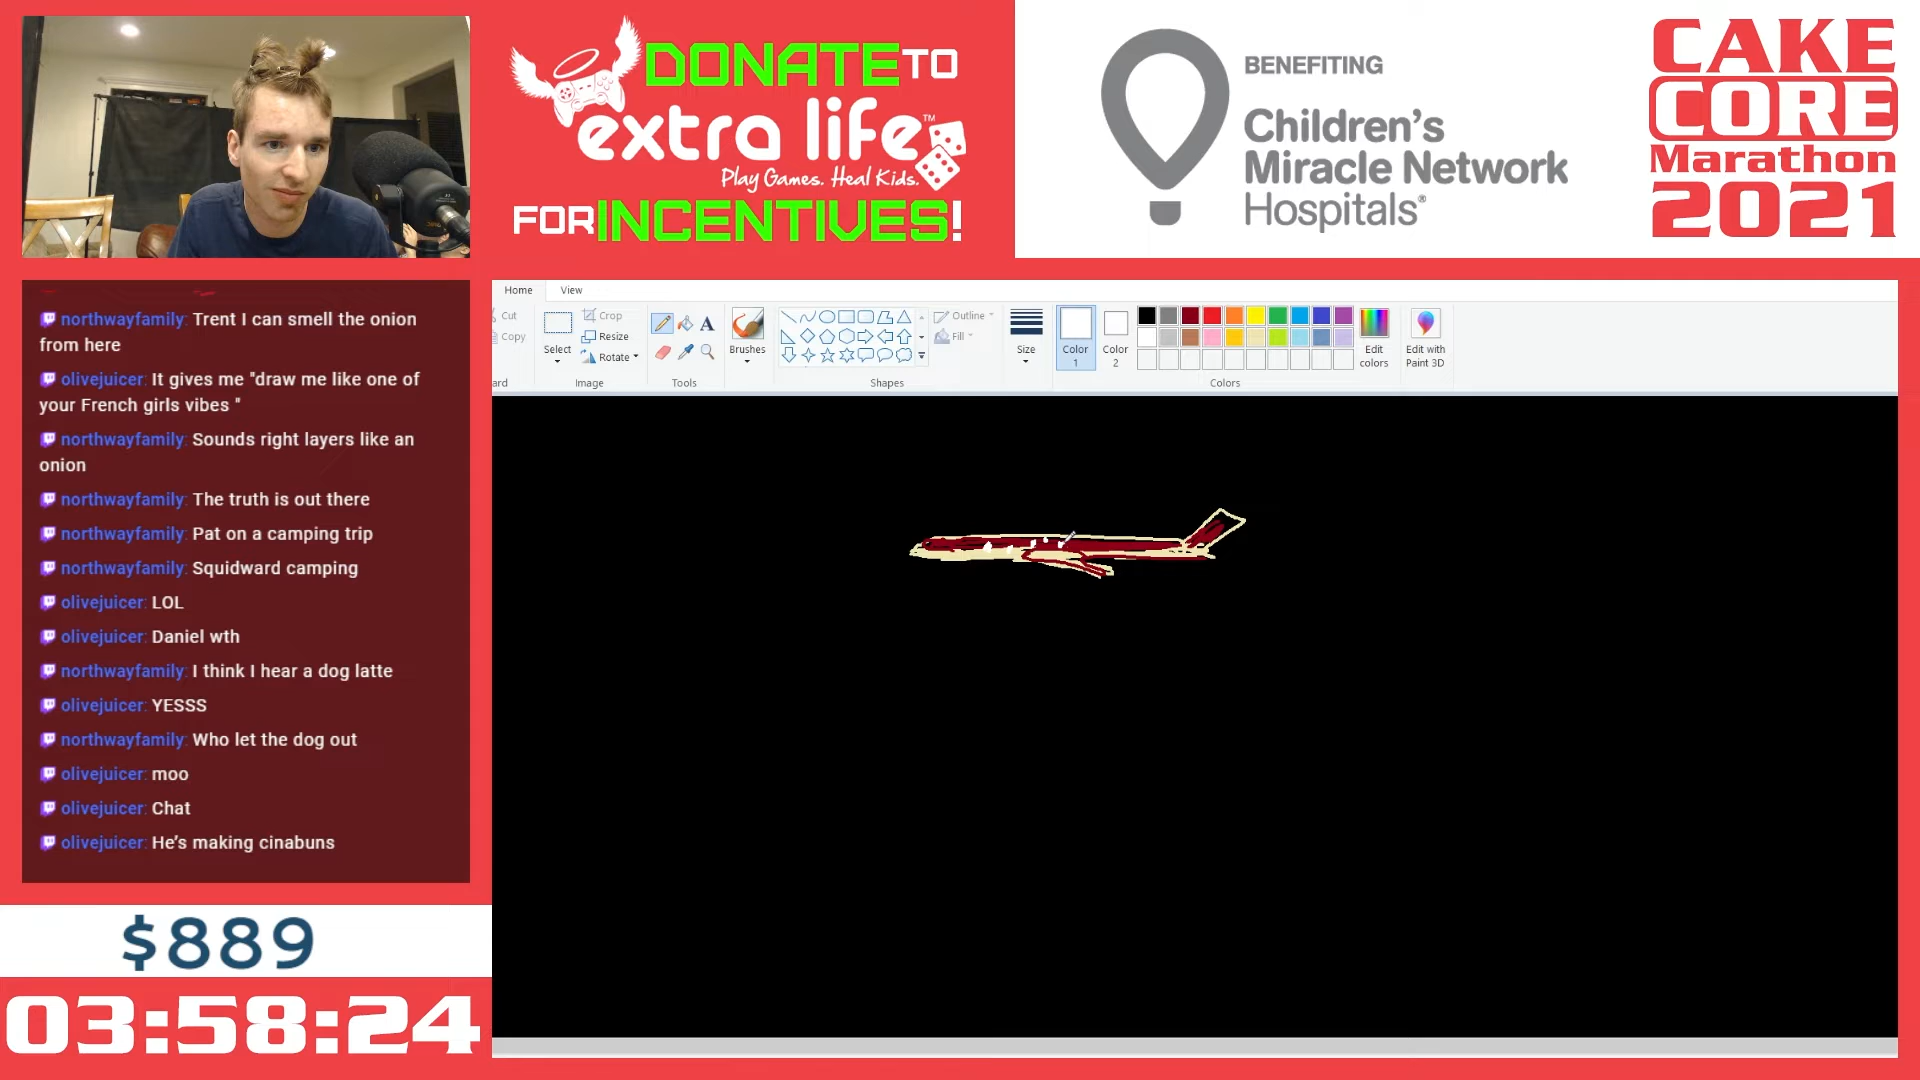 DONATE TO
extra life™
Play Games. Heal Kids.
FOR INCENTIVES!
BENEFITING
Children's
Miracle Network
Hospitals®
CAKE
CORE
Marathon
2021
northwayfamily: Trent I can smell the onion
from here
olivejuicer: It gives me "draw me like one of
your French girls vibes "
northwayfamily: Sounds right layers like an
onion
northwayfamily: The truth is out there
northwayfamily: Pat on a camping trip
northwayfamily: Squidward camping
olivejuicer: LOL
olivejuicer: Daniel wth
northwayfamily: I think I hear a dog latte
olivejuicer: YESSS
northwayfamily: Who let the dog out
olivejuicer: moo
olivejuicer: Chat
olivejuicer: He's making cinabuns
$889
03:58:24
Home View
Cut
Copy
ard
Select
Crop
Resize
Rotate
Image
A
Tools
Brushes
Outline
Fill
Shapes
Size
Color
1
Color
2
Edit
colors
Colors
Edit with
Paint 3D